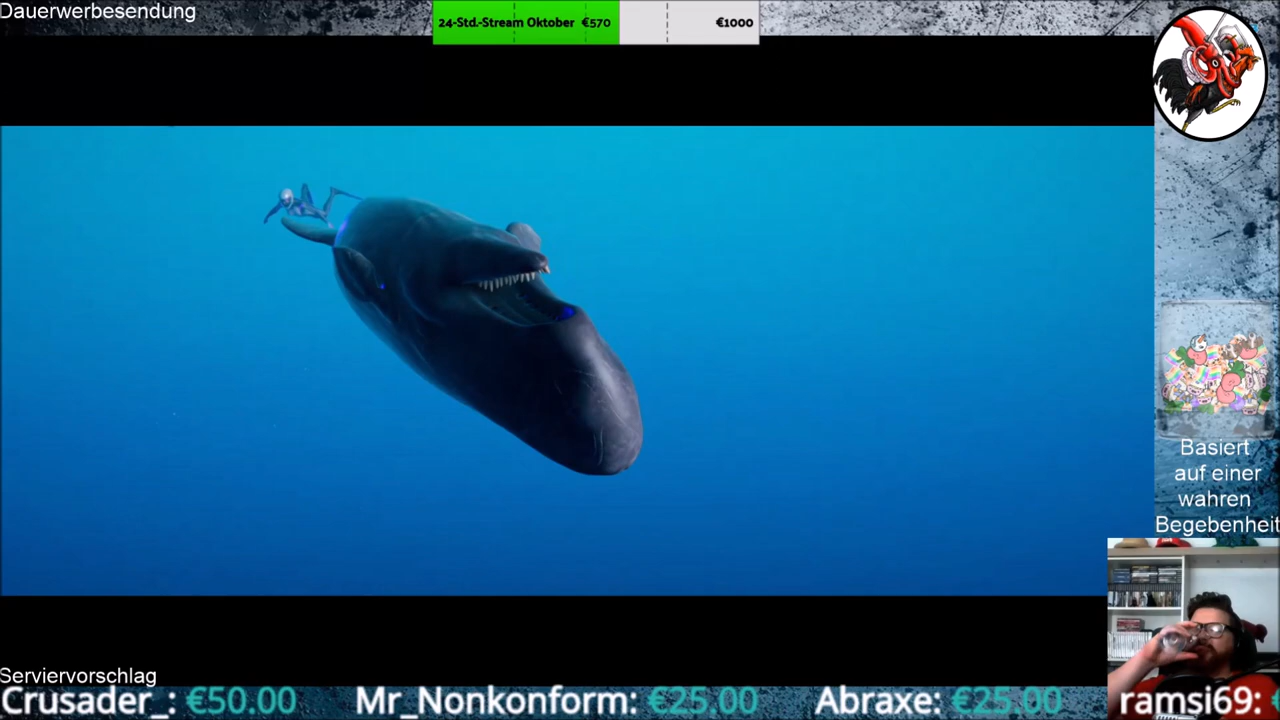 Dauerwerbesendung
24-Std.-Stream Oktober €570
€1000
Basiert
auf einer
wahren
Begebenheit
Serviervorschlag
Crusader_: €50.00 Mr_Nonkonform: €25.00 Abraxe: €25.00 ramsi69: